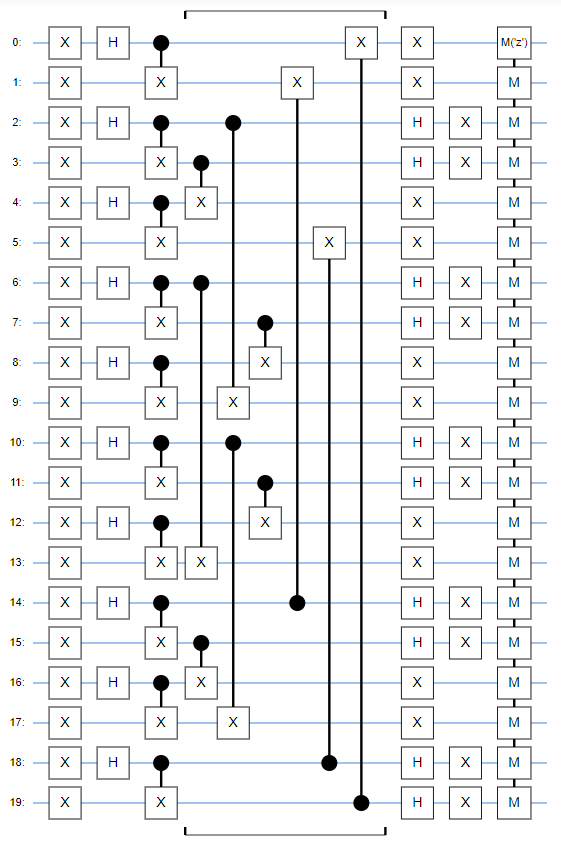 0: X H X X M('z')
1: X X X X M
2: X H H X M
3: X X H X M
4: X H X X M
5: X X X X M
6: X H H X M
7: X X H X M
8: X H X X M
9: X X X X M
10: X H H X M
11: X X H X M
12: X H X X M
13: X X X X M
14: X H H X M
15: X X H X M
16: X H X X M
17: X X X X M
18: X H H X M
19: X X H X M